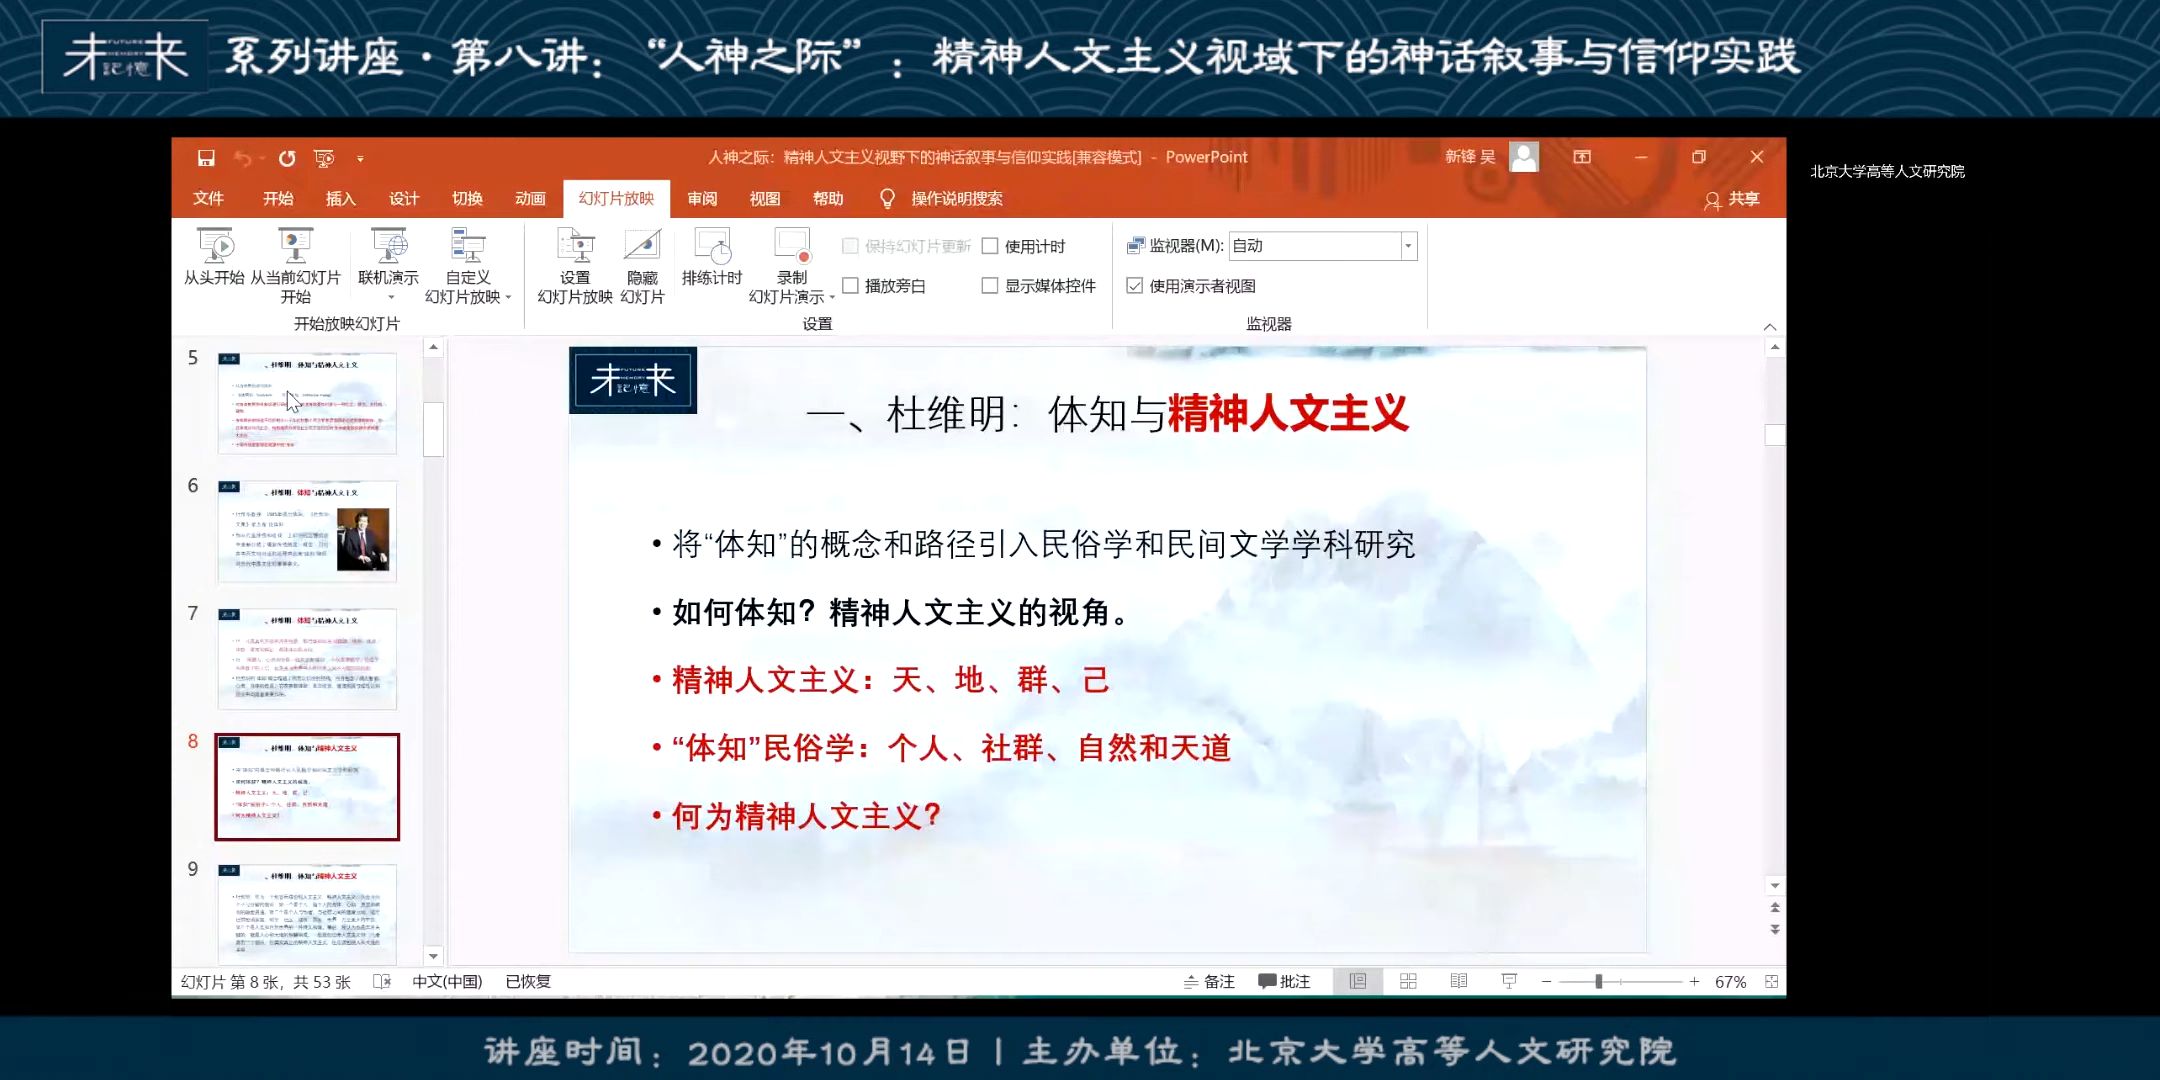 未来
FUTURE
MEMORY
記憶
系列讲座·第八讲：“人神之际”：精神人文主义视域下的神话叙事与信仰实践
人神之际：精神人文主义视野下的神话叙事与信仰实践[兼容模式] - PowerPoint
新锋 吴
北京大学高等人文研究院
文件 开始 插入 设计 切换 动画 幻灯片放映 审阅 视图 帮助 操作说明搜索 共享
从头开始
从当前幻灯片
开始
联机演示
自定义
幻灯片放映
开始放映幻灯片
设置
幻灯片放映
隐藏
幻灯片
排练计时
录制
幻灯片演示
保持幻灯片更新
使用计时
播放旁白
显示媒体控件
设置
监视器(M): 自动
使用演示者视图
监视器
5
6
7
8
9
未来
FUTURE
MEMORY
記憶
一、杜维明：体知与精神人文主义
• 将“体知”的概念和路径引入民俗学和民间文学学科研究
• 如何体知？精神人文主义的视角。
• 精神人文主义：天、地、群、己
• “体知”民俗学：个人、社群、自然和天道
• 何为精神人文主义？
幻灯片 第 8 张，共 53 张 中文(中国) 已恢复 备注 批注 67%
讲座时间：2020年10月14日 | 主办单位：北京大学高等人文研究院